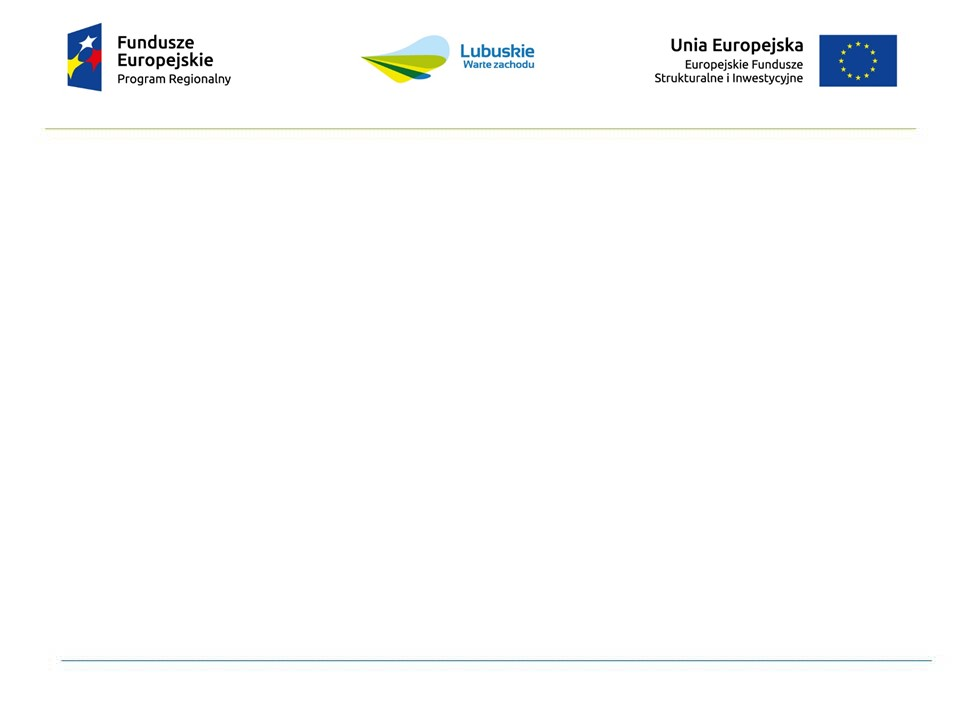 Fundusze
Europejskie
Program Regionalny
Lubuskie
Warte zachodu
Unia Europejska
Europejskie Fundusze
Strukturalne i Inwestycyjne